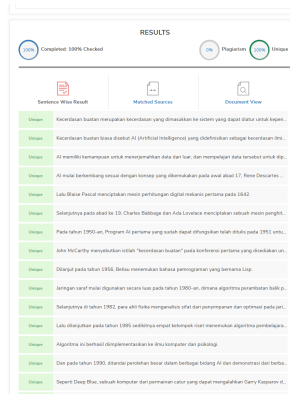 RESULTS
100% Completed: 100% Checked 0% Plagiarism 100% Unique
Sentence Wise Result Matched Sources Document View
Unique Kecerdasan buatan merupakan kecerdasan yang dimasukkan ke sistem yang dapat diatur untuk kepen...
Unique Kecerdasan buatan biasa disebut AI (Artificial Intelligence) yang didefinisikan sebagai kecerdasan ilmi...
Unique AI memiliki kemampuan untuk menerjemahkan data dari luar, dan mempelajari data tersebut untuk dip...
Unique AI mulai berkembang sesuai dengan konsep yang dikemukakan pada awal abad 17, Rene Descartes ...
Unique Lalu Blaise Pascal menciptakan mesin perhitungan digital mekanis pertama pada 1642.
Unique Selanjutnya pada abad ke 19, Charles Babbage dan Ada Lovelace menciptakan sebuah mesin penghit...
Unique Pada tahun 1950-an, Program AI pertama yang sudah dapat difungsikan telah ditulis pada 1951 untu...
Unique John McCarthy menyebutkan istilah "kecerdasan buatan" pada konferensi pertama yang disediakan un...
Unique Dilanjut pada tahun 1956, Beliau menemukan bahasa pemrograman yang bernama Lisp.
Unique Jaringan saraf mulai digunakan secara luas pada tahun 1980-an, dimana algoritma perambatan balik p...
Unique Selanjutnya di tahun 1982, para ahli fisika menganalisis sifat dari penyimpanan dan optimasi pada jari...
Unique Lalu dilanjutkan pada tahun 1985 sedikitnya empat kelompok riset menemukan algoritma pembelajara...
Unique Algoritma ini berhasil diimplementasikan ke ilmu komputer dan psikologi.
Unique Dan pada tahun 1990, ditandai perolehan besar dalam berbagai bidang AI dan demonstrasi dari berba...
Unique Seperti Deep Blue, sebuah komputer dari permainan catur yang dapat mengalahkan Garry Kasparov d...